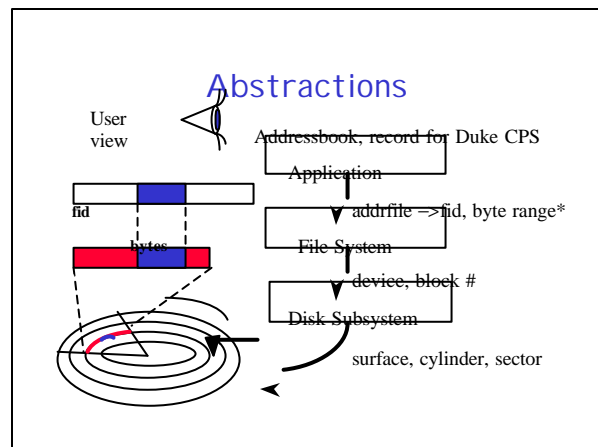 Abstractions
User
view
Addressbook, record for Duke CPS
Application
addrfile ->fid, byte range*
fid
bytes
File System
device, block #
Disk Subsystem
surface, cylinder, sector